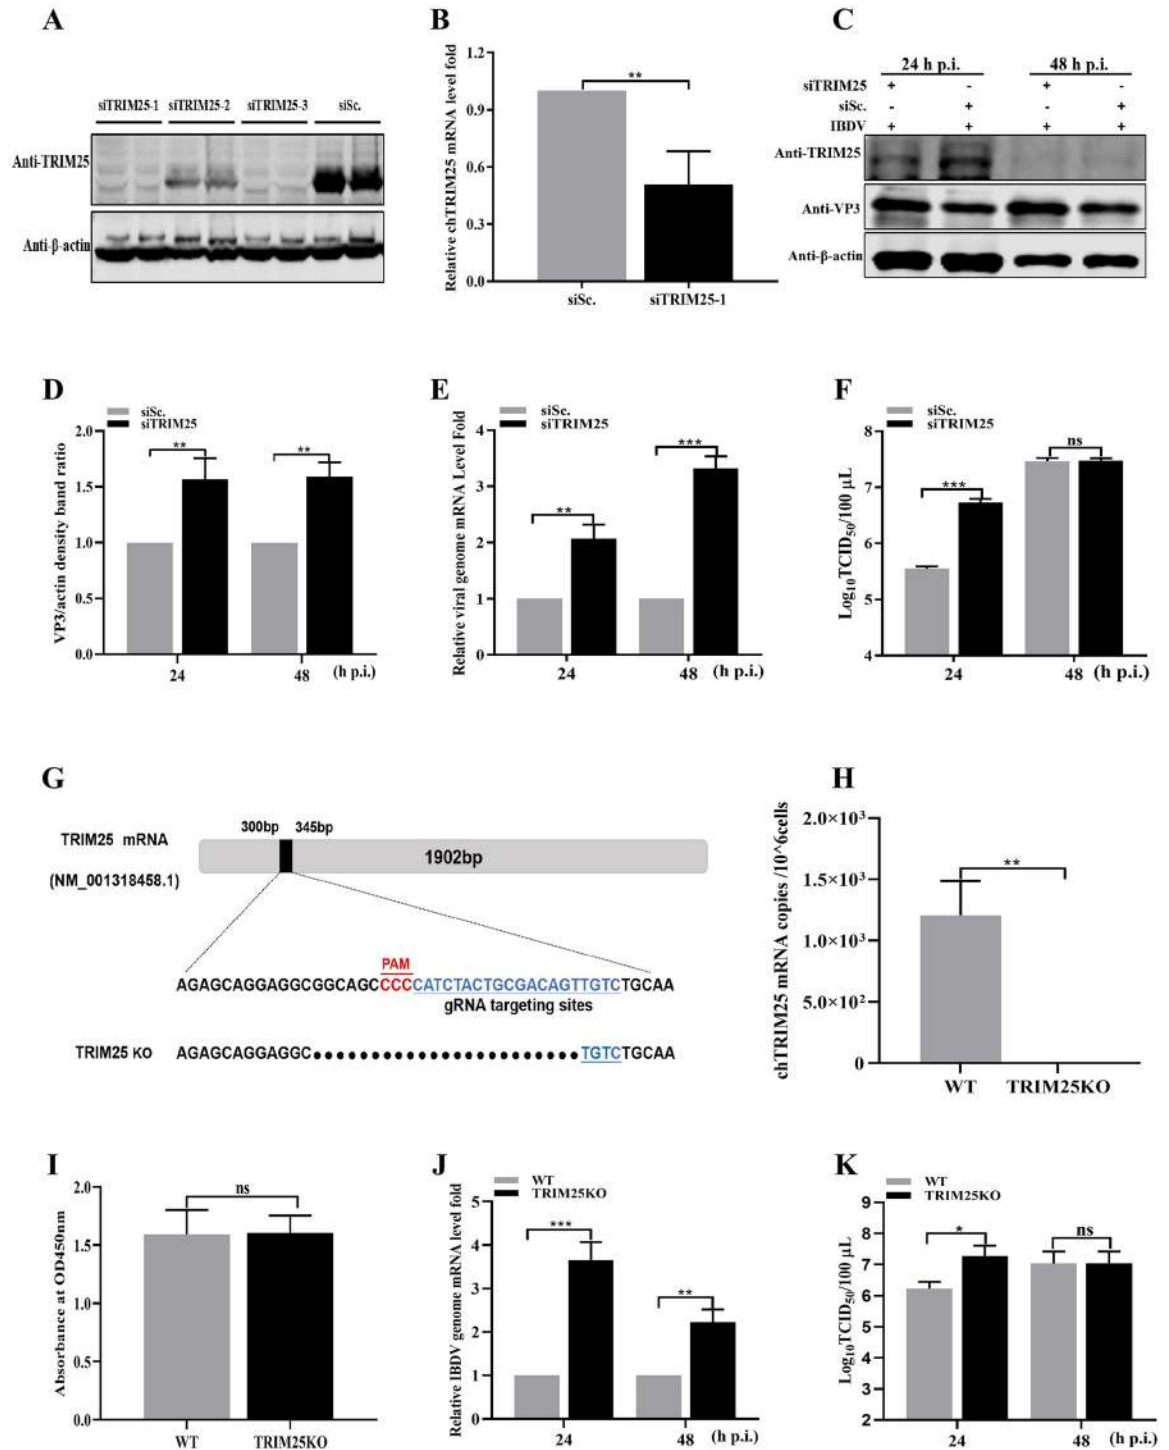 A
siTRIM25-1 siTRIM25-2 siTRIM25-3 siSc.
Anti-TRIM25
Anti-β-actin
B
Relative chTRIM25 mRNA level fold
1.2
0.9
0.6
0.3
0.0
**
siSc. siTRIM25-1
C
24 h p.i. 48 h p.i.
siTRIM25 + - + -
siSc. - + - +
IBDV + + + +
Anti-TRIM25
Anti-VP3
Anti-β-actin
D
siSc.
siTRIM25
VP3/actin density band ratio
2.0
1.5
1.0
0.5
0.0
** **
24 48 (h p.i.)
E
siSc.
siTRIM25
Relative viral genome mRNA Level Fold
4
3
2
1
0
** ***
24 48 (h p.i.)
F
siSc.
siTRIM25
Log10TCID50/100 μL
8
7
6
5
4
*** ns
24 48 (h p.i.)
G
TRIM25 mRNA
(NM_001318458.1)
300bp 345bp
1902bp
PAM
AGAGCAGGAGGCGGCAGCCCCCATCTACTGCGACAGTTGTCTGCAA
gRNA targeting sites
TRIM25 KO AGAGCAGGAGGC•••••••••••••••••••••••TGTCTGCAA
H
chTRIM25 mRNA copies /10^6cells
2.0×10³
1.5×10³
1.0×10³
5.0×10²
0
**
WT TRIM25KO
I
Absorbance at OD450nm
2.0
1.5
1.0
0.5
0.0
ns
WT TRIM25KO
J
WT
TRIM25KO
Relative IBDV genome mRNA level fold
5
4
3
2
1
0
*** **
24 48 (h p.i.)
K
WT
TRIM25KO
Log10TCID50/100 μL
9
8
7
6
5
4
3
2
* ns
24 48 (h p.i.)